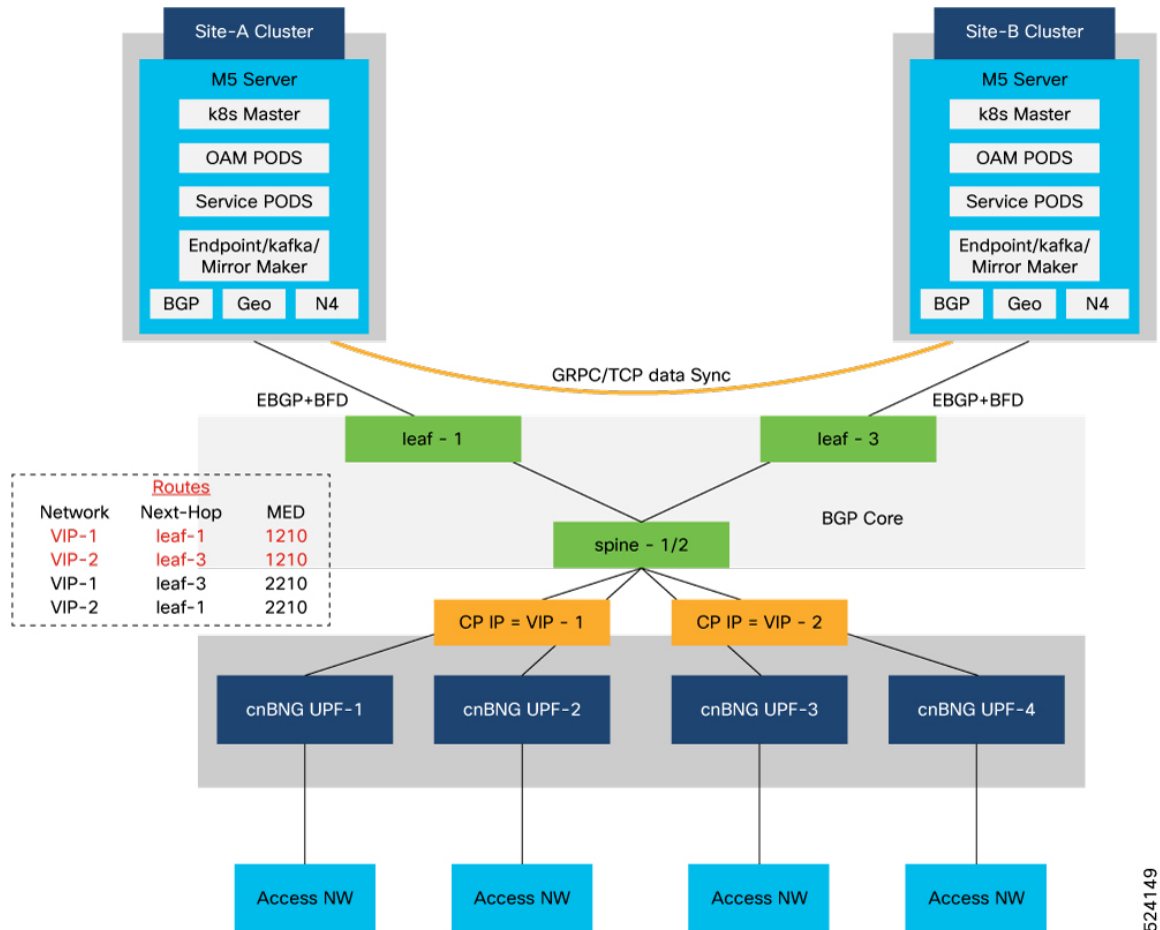 Site-A Cluster
Site-B Cluster
M5 Server
M5 Server
k8s Master
k8s Master
OAM PODS
OAM PODS
Service PODS
Service PODS
Endpoint/kafka/
Mirror Maker
Endpoint/kafka/
Mirror Maker
BGP Geo N4
BGP Geo N4
GRPC/TCP data Sync
EBGP+BFD
EBGP+BFD
leaf - 1
leaf - 3
Routes
Network Next-Hop MED
VIP-1 leaf-1 1210
VIP-2 leaf-3 1210
VIP-1 leaf-3 2210
VIP-2 leaf-1 2210
BGP Core
spine - 1/2
CP IP = VIP - 1
CP IP = VIP - 2
cnBNG UPF-1
cnBNG UPF-2
cnBNG UPF-3
cnBNG UPF-4
Access NW
Access NW
Access NW
Access NW
524149